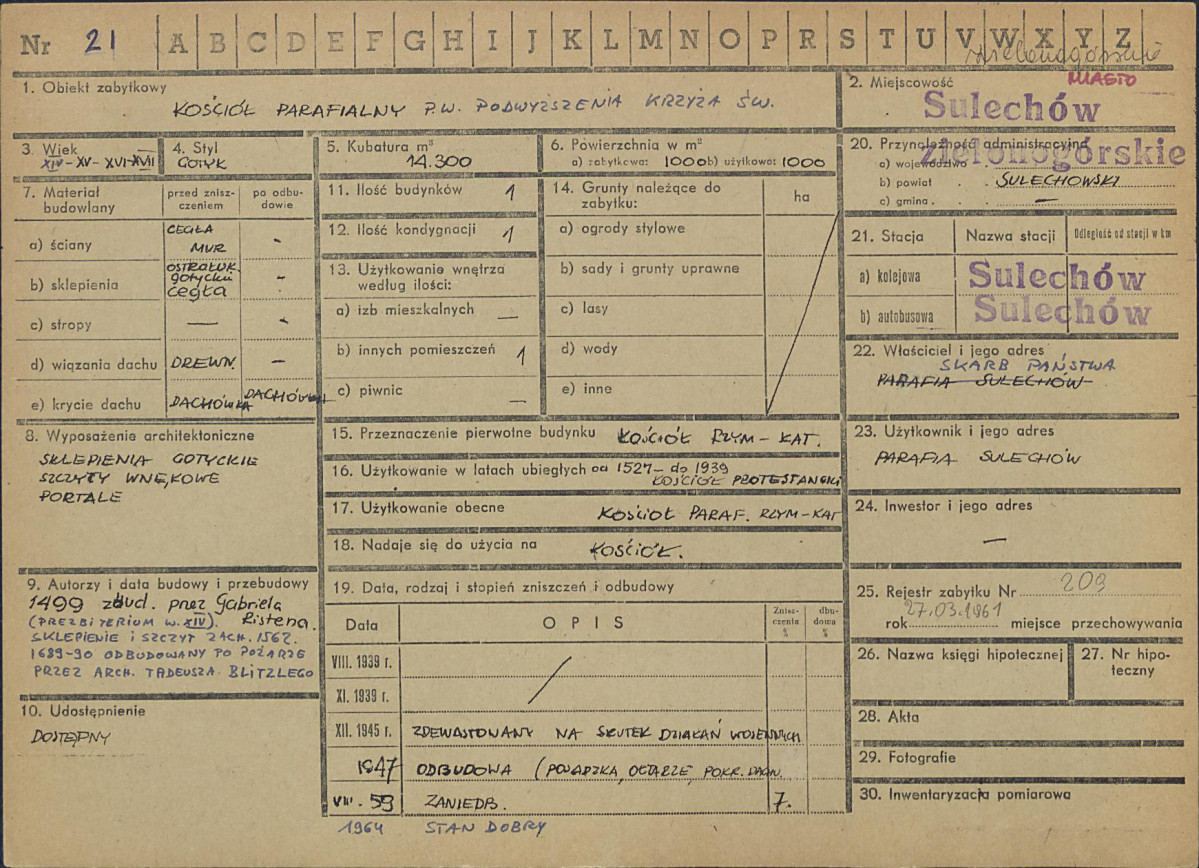 Nr 21 A B C D E F G H I J K L M N O P R S T U V W X Y Z
1. Obiekt zabytkowy
KOŚCIÓŁ PARAFIALNY P.W. PODWYŻSZENIA KRZYŻA ŚW.
2. Miejscowość MIASTO
Sulechów
3. Wiek
XIV-XV-XVI-XVII
4. Styl
GOTYK
5. Kubatura m³
14.300
6. Powierzchnia w m²
a) zabytkowa: 1000 b) użytkowa: 1000
20. Przynależność administracyjna
a) województwo zielonogórskie
b) powiat . . SULECHOWSKI
c) gmina . . —
7. Materiał budowlany
przed zniszczeniem
po odbudowie
a) ściany CEGŁA MUR -
b) sklepienia OSTROŁUK. gotycku cegła -
c) stropy — -
d) wiązania dachu DREWN. —
e) krycie dachu DACHÓWKA DACHÓWKA
11. Ilość budynków 1
12. Ilość kondygnacji 1
13. Użytkowanie wnętrza
według ilości:
a) izb mieszkalnych —
b) innych pomieszczeń 1
c) piwnic —
14. Grunty należące do
zabytku:
ha
a) ogrody stylowe
b) sady i grunty uprawne
c) lasy
d) wody
e) inne
21. Stacja Nazwa stacji Odległość od stacji w km
a) kolejowa Sulechów
b) autobusowa Sulechów
22. Właściciel i jego adres
SKARB PAŃSTWA
PARAFIA SULECHÓW
8. Wyposażenie architektoniczne
SKLEPIENIA GOTYCKIE
SZCZYTY WNĘKOWE
PORTALE
15. Przeznaczenie pierwotne budynku KOŚCIÓŁ RZYM-KAT.
16. Użytkowanie w latach ubiegłych od 1527- do 1939
KOŚCIÓŁ PROTESTANCKI
17. Użytkowanie obecne KOŚCIÓŁ PARAF. RZYM-KAT
18. Nadaje się do użycia na KOŚCIÓŁ.
23. Użytkownik i jego adres
PARAFIA SULECHÓW
24. Inwestor i jego adres
—
9. Autorzy i data budowy i przebudowy
1499 zbud. przez Gabriela
(PREZBITERIUM W. XIV). Ristena.
SKLEPIENIE I SZCZYT ZACH. 1562.
1689-90 ODBUDOWANY PO POŻARZE
PRZEZ ARCH. TADEUSZA BLITZLEGO
10. Udostępnienie
DOSTĘPNY
19. Data, rodzaj i stopień zniszczeń i odbudowy
Data OPIS Zniszczenia % dbudowa %
VIII. 1939 r.
XI. 1939 r.
XII. 1945 r. ZDEWASTOWANY NA SKUTEK DZIAŁAŃ WOJENNYCH
1947 ODBUDOWA (POSADZKA, OŁTARZE, POKR. DACH.
VIII. 59 ZANIEDB. 7.
1964 STAN DOBRY
25. Rejestr zabytku Nr 209
rok 27.03.1961 miejsce przechowywania
26. Nazwa księgi hipotecznej
27. Nr hipoteczny
28. Akta
29. Fotografie
30. Inwentaryzacja pomiarowa